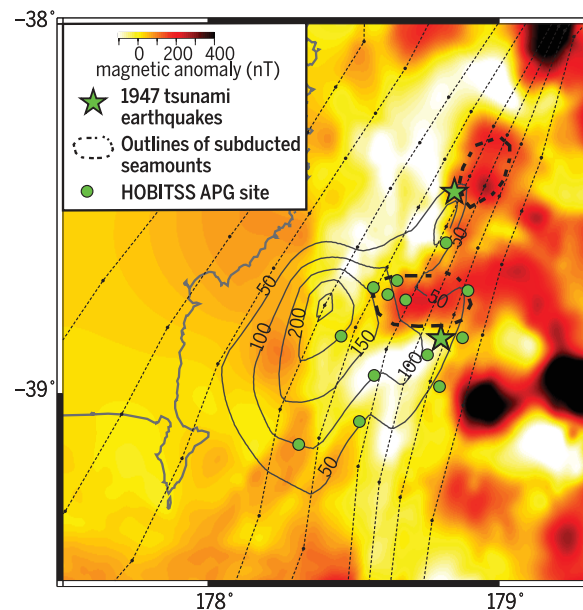 −38˚
0 200 400
magnetic anomaly (nT)
1947 tsunami
earthquakes
Outlines of subducted
seamounts
HOBITSS APG site
50
50
100
200
150
50
100
50
−39˚
178˚
179˚